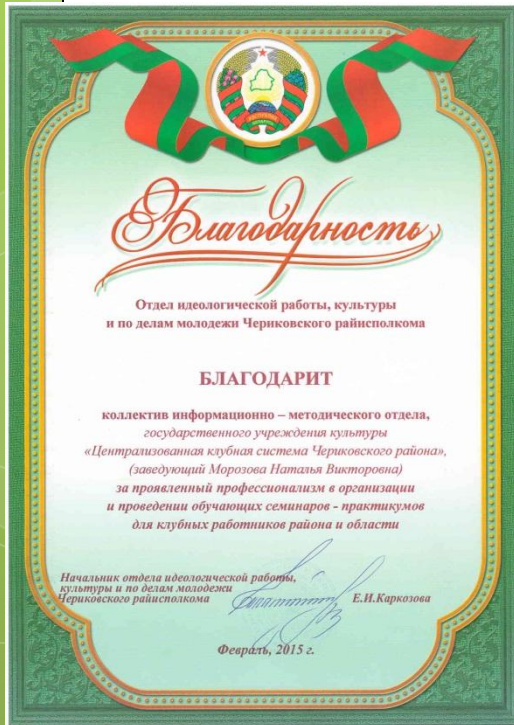 Благодарность
Отдел идеологической работы, культуры
и по делам молодежи Чериковского райисполкома
БЛАГОДАРИТ
коллектив информационно – методического отдела,
государственного учреждения культуры
«Централизованная клубная система Чериковского района»,
(заведующий Морозова Наталья Викторовна)
за проявленный профессионализм в организации
и проведении обучающих семинаров - практикумов
для клубных работников района и области
Начальник отдела идеологической работы,
культуры и по делам молодежи
Чериковского райисполкома Е.И.Каркозова
Февраль, 2015 г.